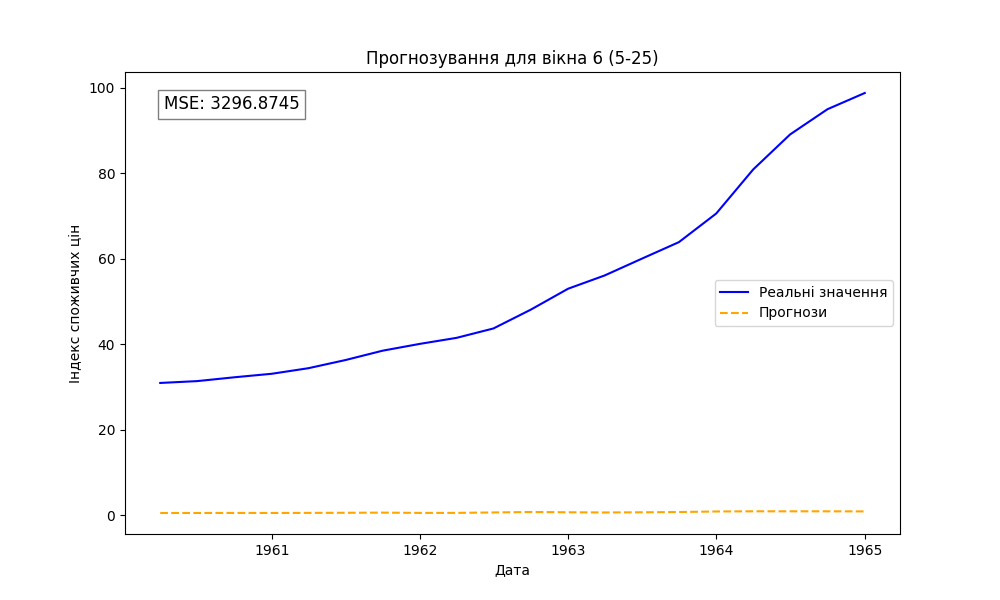 Прогнозування для вікна 6 (5-25)
MSE: 3296.8745
100
80
60
40
20
0
Індекс споживчих цін
Реальні значення
Прогнози
1961 1962 1963 1964 1965
Дата